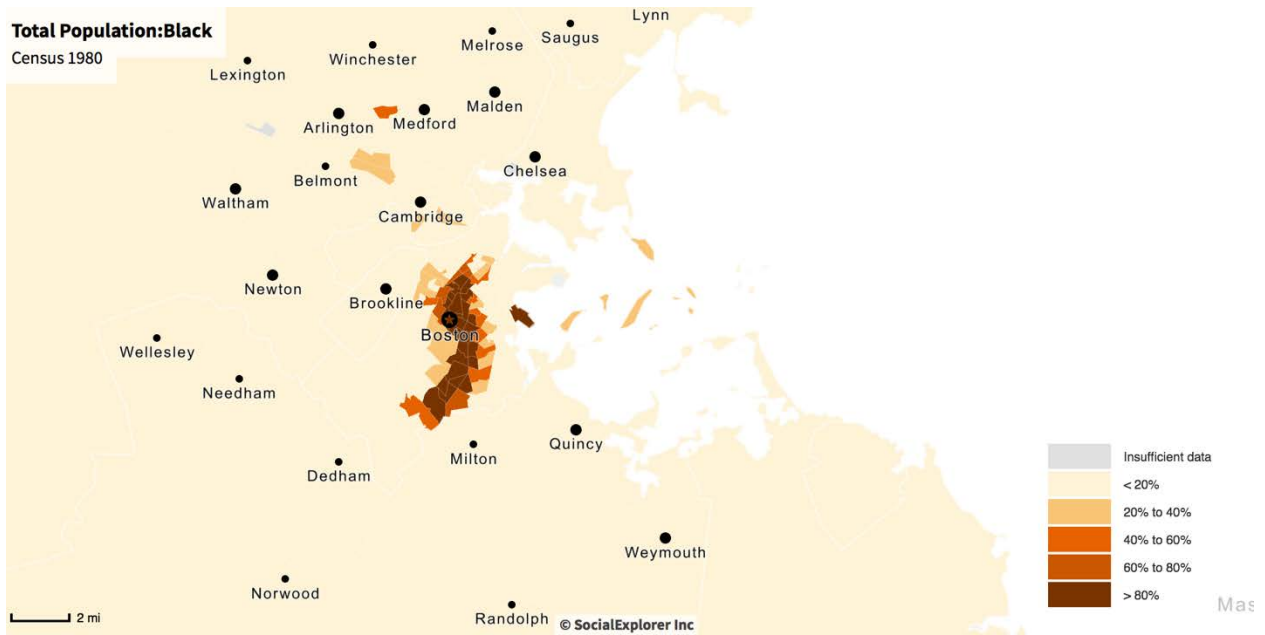 Total Population:Black
Census 1980
Lynn
Saugus
Melrose
Winchester
Lexington
Malden
Arlington
Medford
Chelsea
Belmont
Waltham
Cambridge
Newton
Brookline
Boston
Wellesley
Needham
Quincy
Milton
Dedham
Weymouth
Norwood
Randolph
2 mi
© SocialExplorer Inc
Insufficient data
< 20%
20% to 40%
40% to 60%
60% to 80%
> 80%
Mas